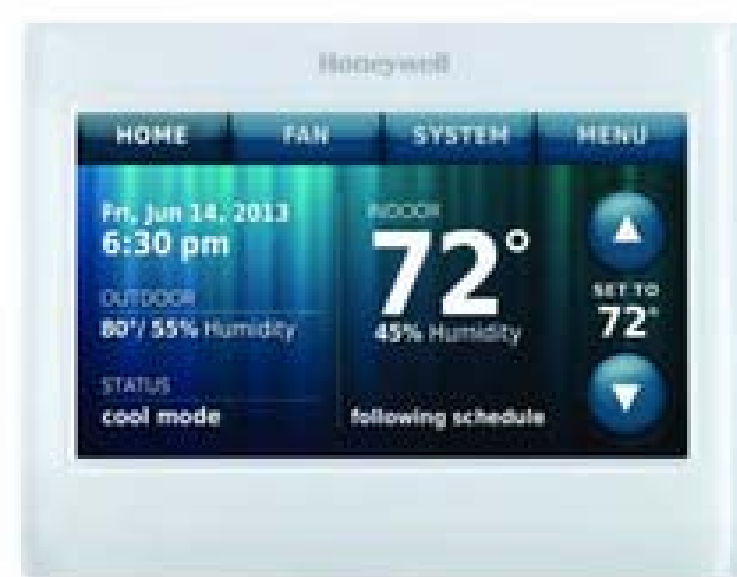 Honeywell
HOME FAN SYSTEM MENU
Fri, Jun 14, 2013
6:30 pm
OUTDOOR
80°/ 55% Humidity
STATUS
cool mode
INDOOR
72°
45% Humidity
following schedule
SET TO
72°